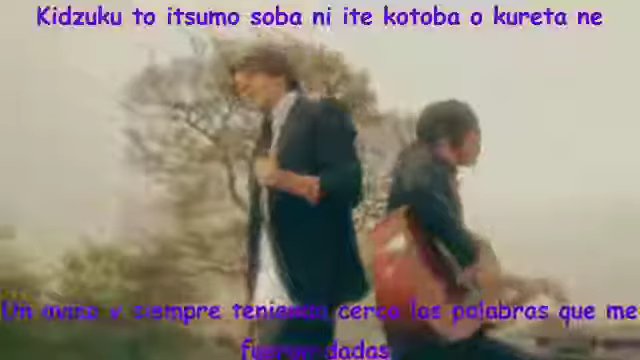 Kidzuku to itsumo soba ni ite kotoba o kureta ne
Un aviso y siempre teniendo cerca las palabras que me
fueron dadas